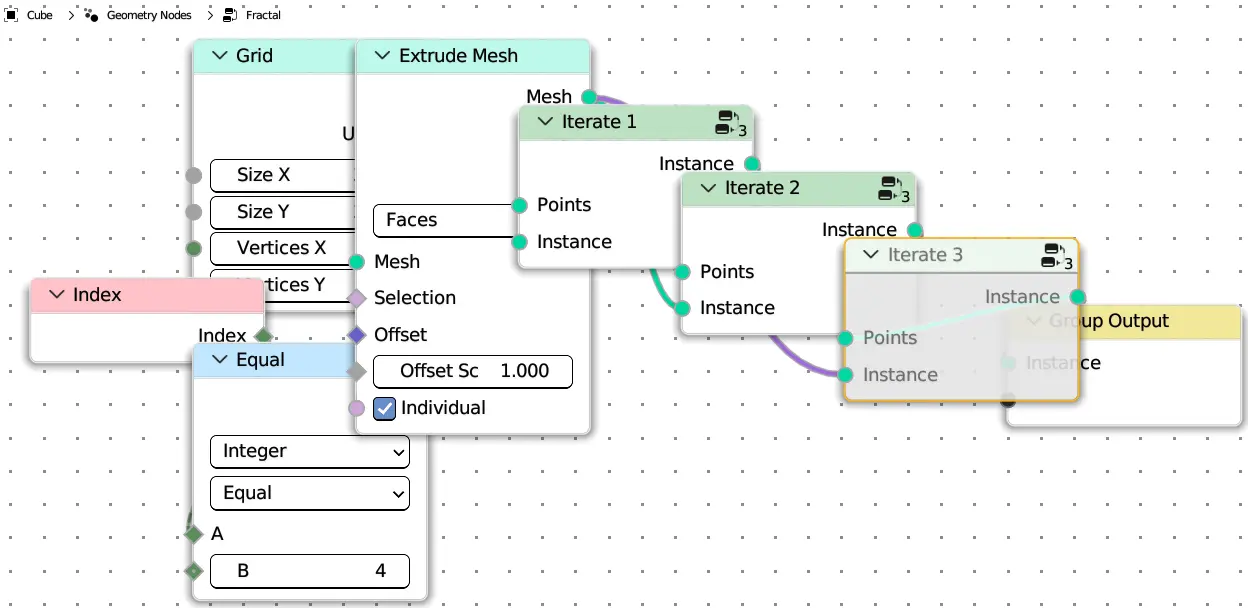 Cube > Geometry Nodes > Fractal
Grid
U
Size X
Size Y
Vertices X
Extrude Mesh
Mesh
Faces
Mesh
Selection
Offset
Offset Sc 1.000
Individual
Index
Index
Equal
Integer
Equal
A
B 4
Iterate 1
3
Instance
Points
Instance
Iterate 2
3
Instance
Points
Instance
Iterate 3
3
Instance
Points
Instance
Group Output
Instance